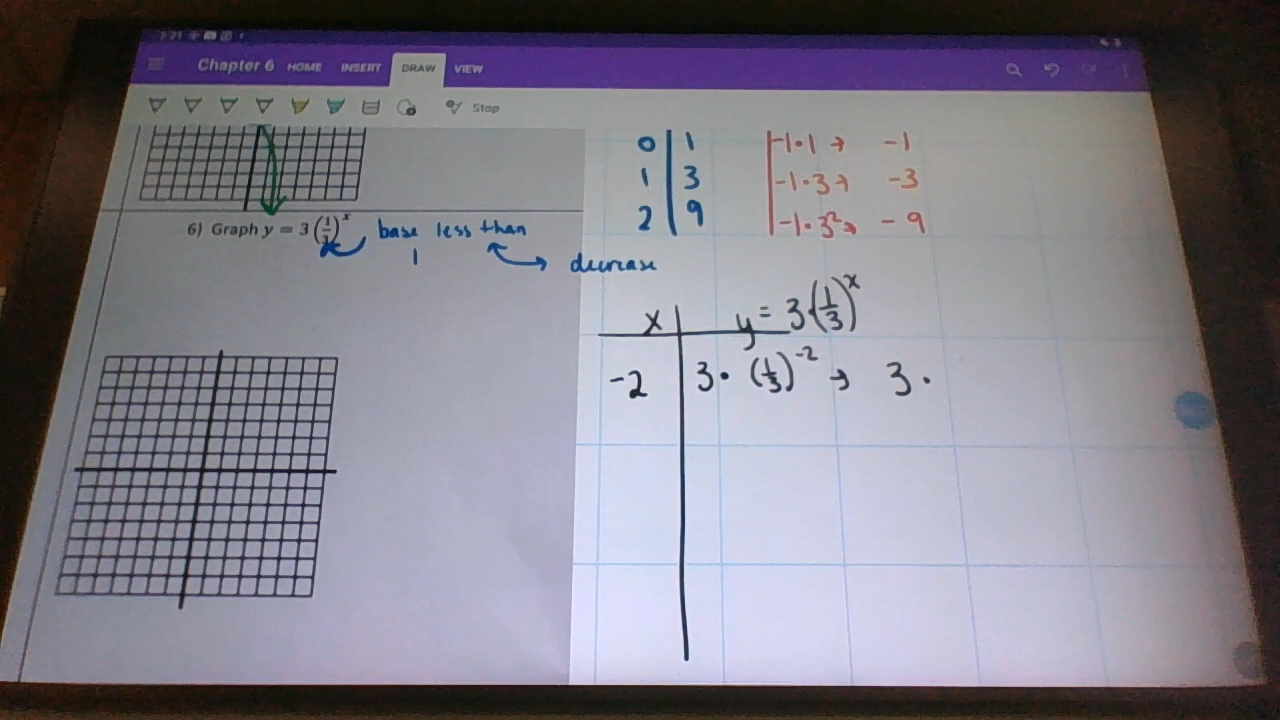 2:21
Chapter 6 HOME INSERT DRAW VIEW
Stop
0 | 1 |-1·1 → -1
1 | 3 |-1·3 → -3
2 | 9 |-1·3² → -9
6) Graph y = 3(1/3)^x base less than
1 decrease
x | y = 3·(1/3)^x
-2 | 3·(1/3)^-2 → 3·